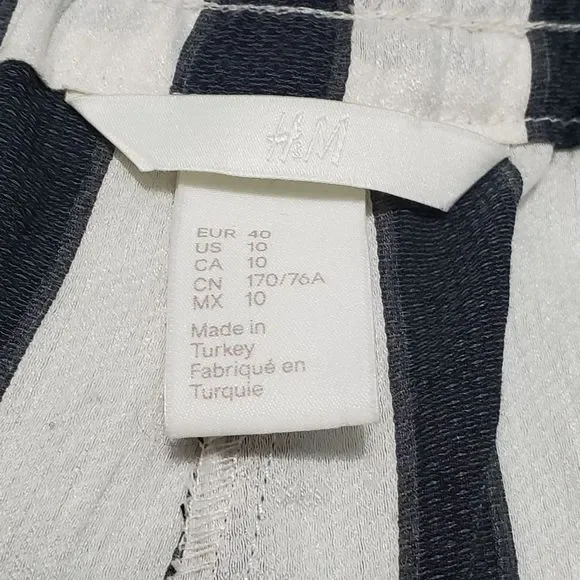 H&M
EUR 40
US 10
CA 10
CN 170/76A
MX 10
Made in
Turkey
Fabriqué en
Turquie